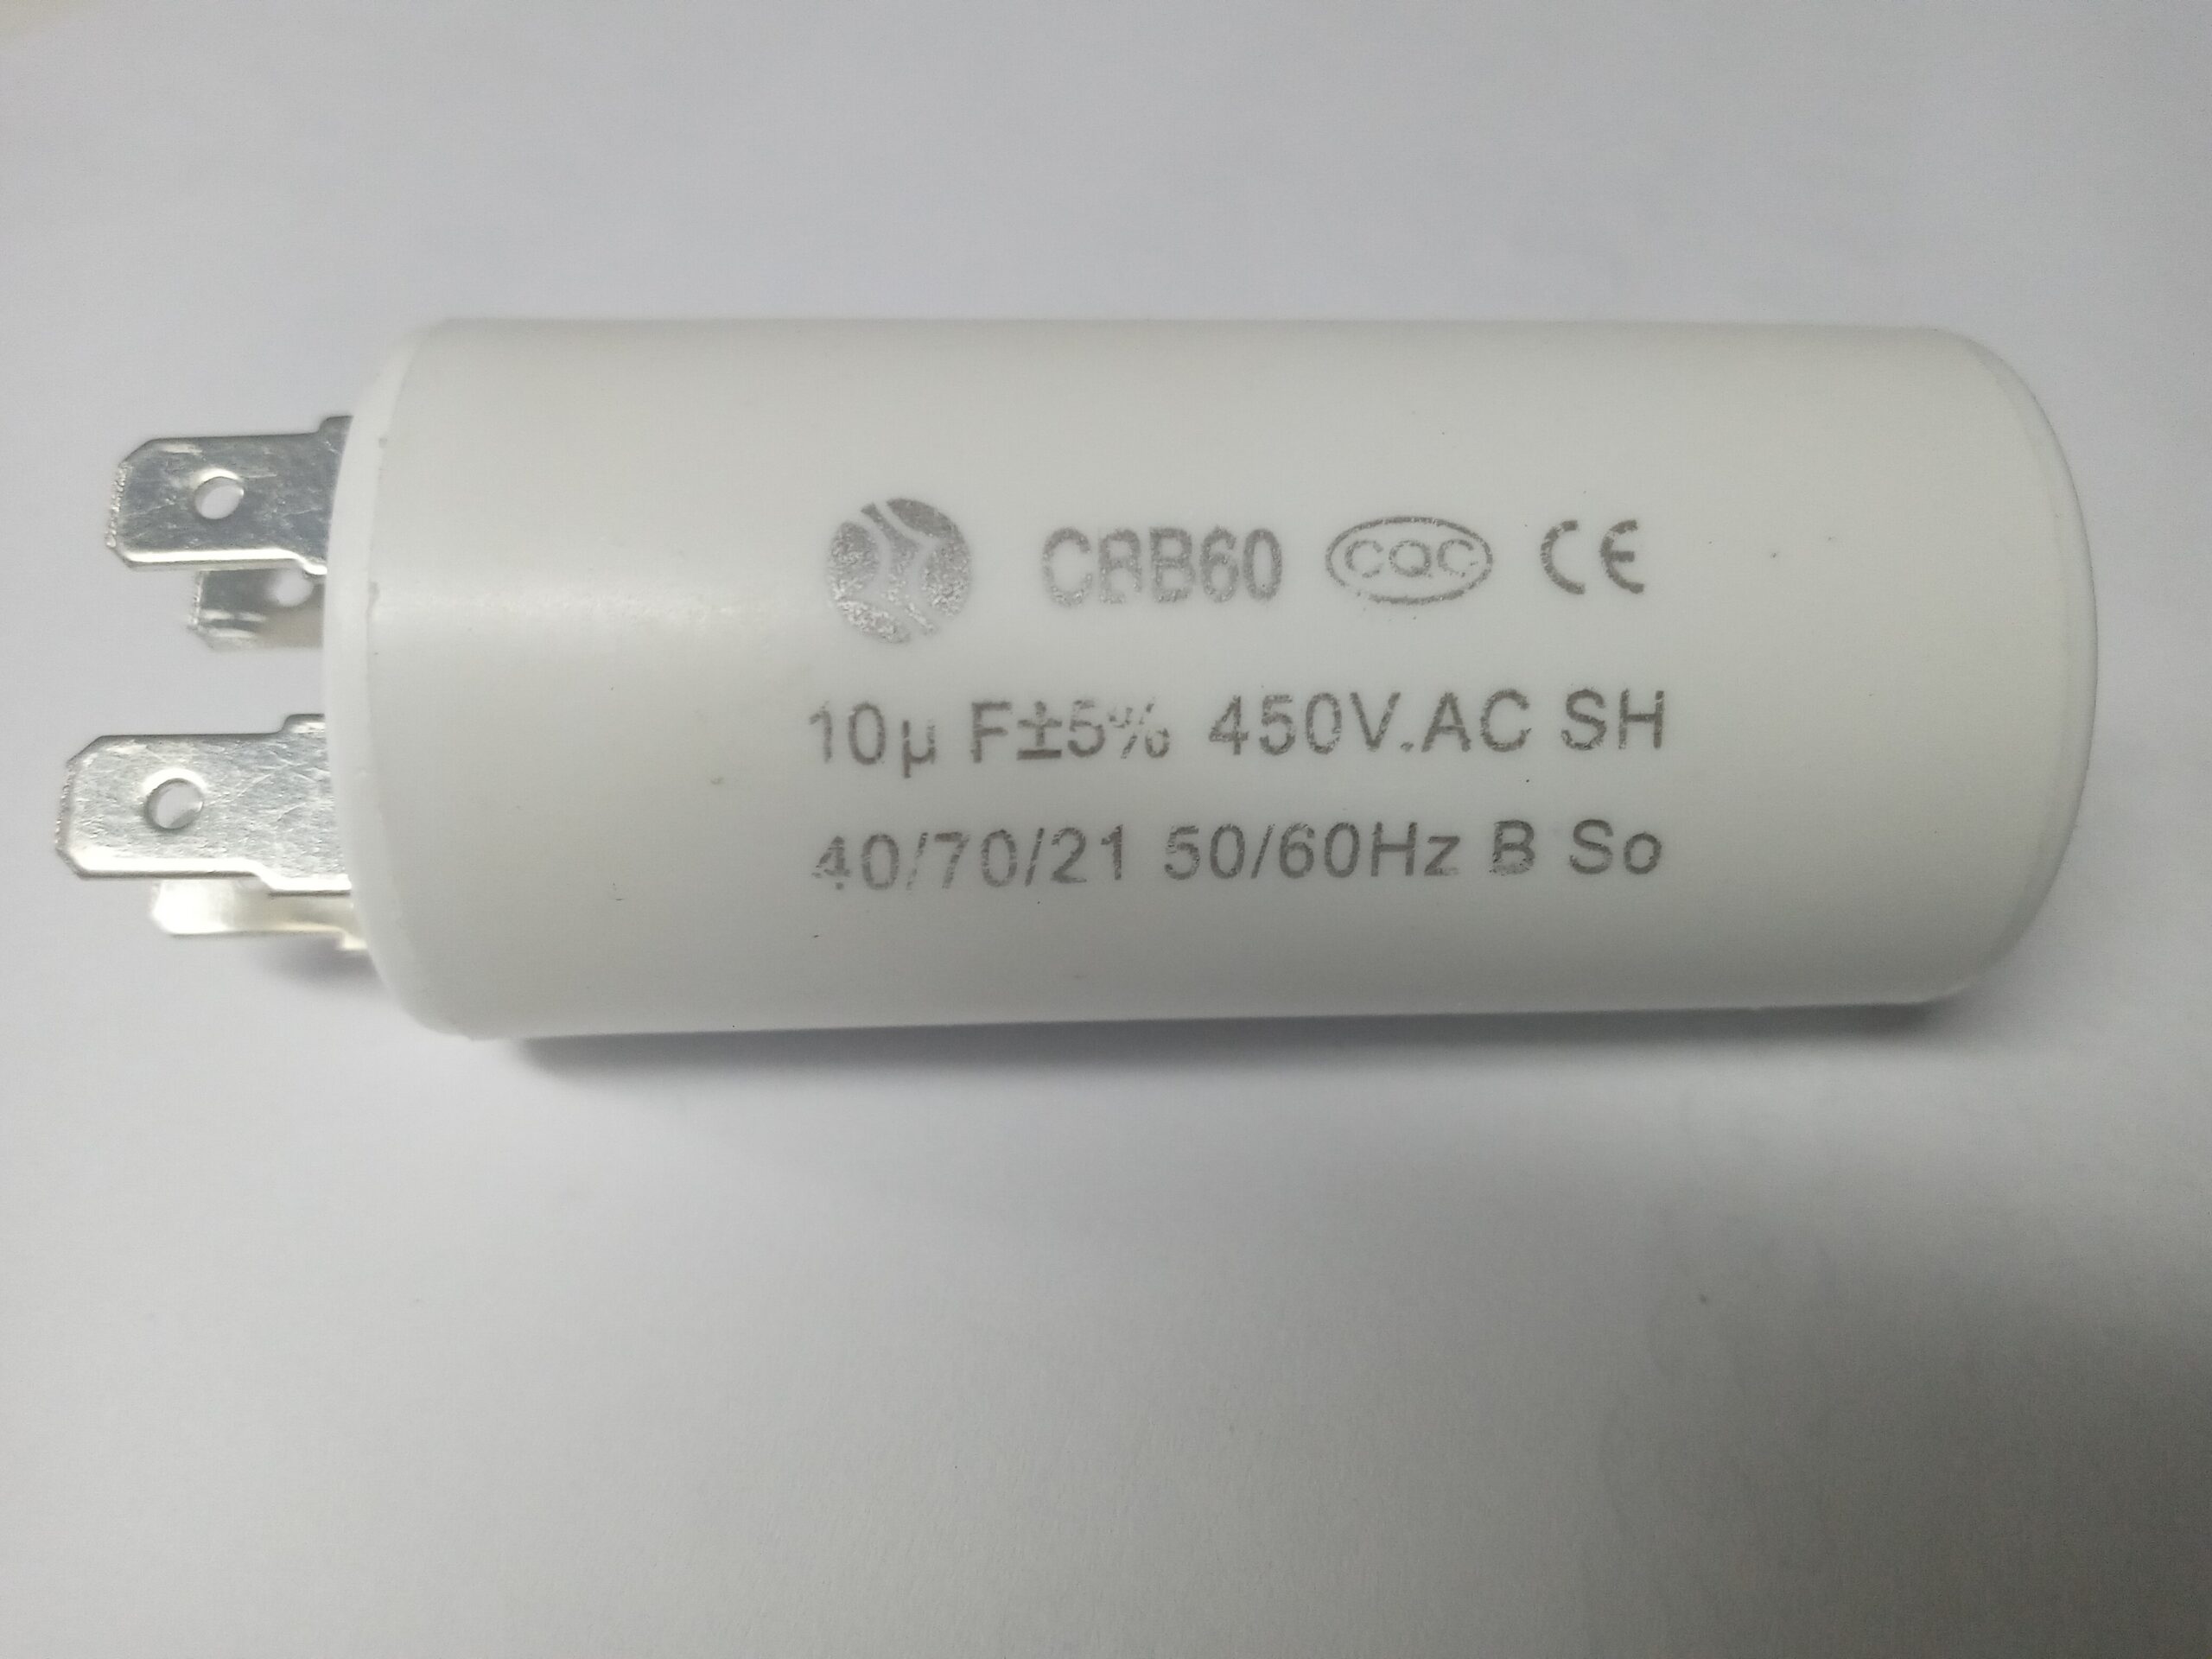 CBB60 CQC CE
10μ F±5% 450V.AC SH
40/70/21 50/60Hz B So